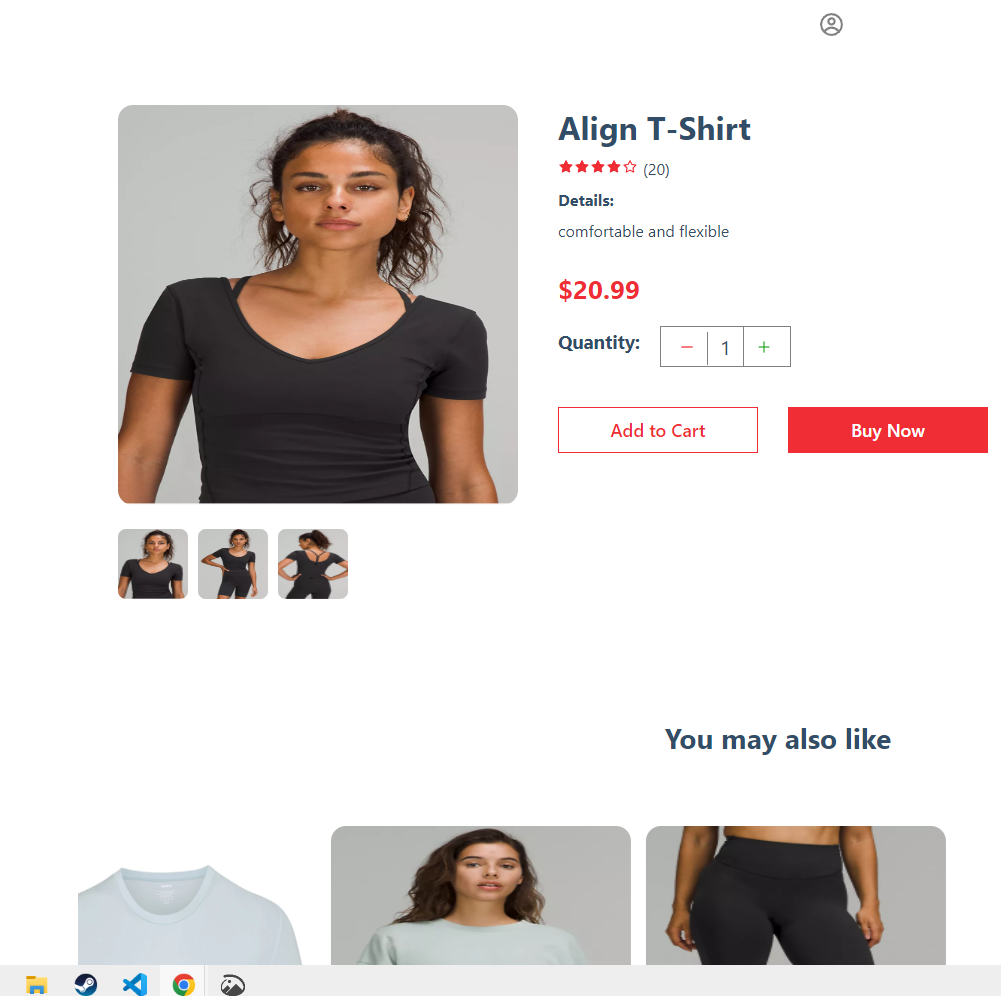 Align T-Shirt
(20)
Details:
comfortable and flexible
$20.99
Quantity:
1
Add to Cart
Buy Now
You may also like